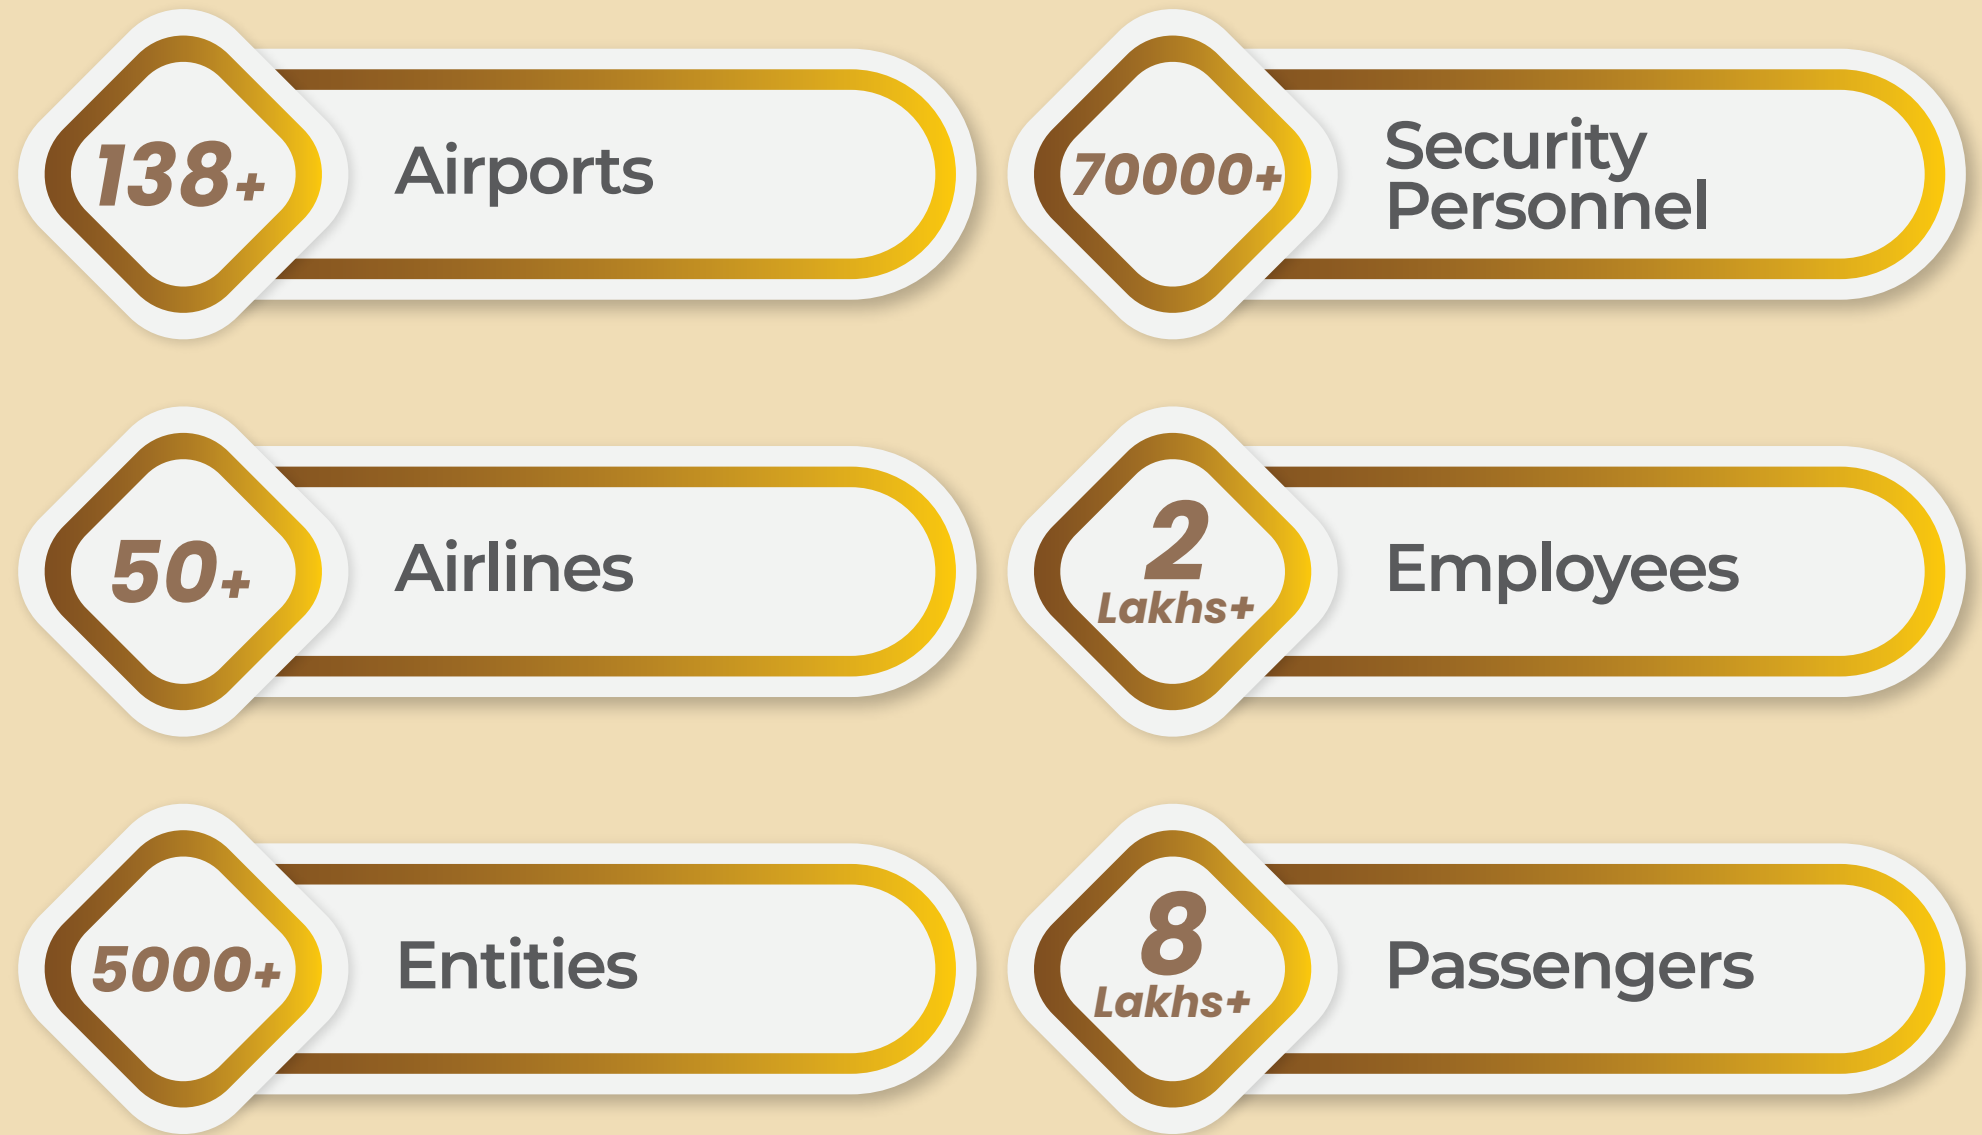 138+
Airports
70000+
Security
Personnel
50+
Airlines
2
Lakhs+
Employees
5000+
Entities
8
Lakhs+
Passengers